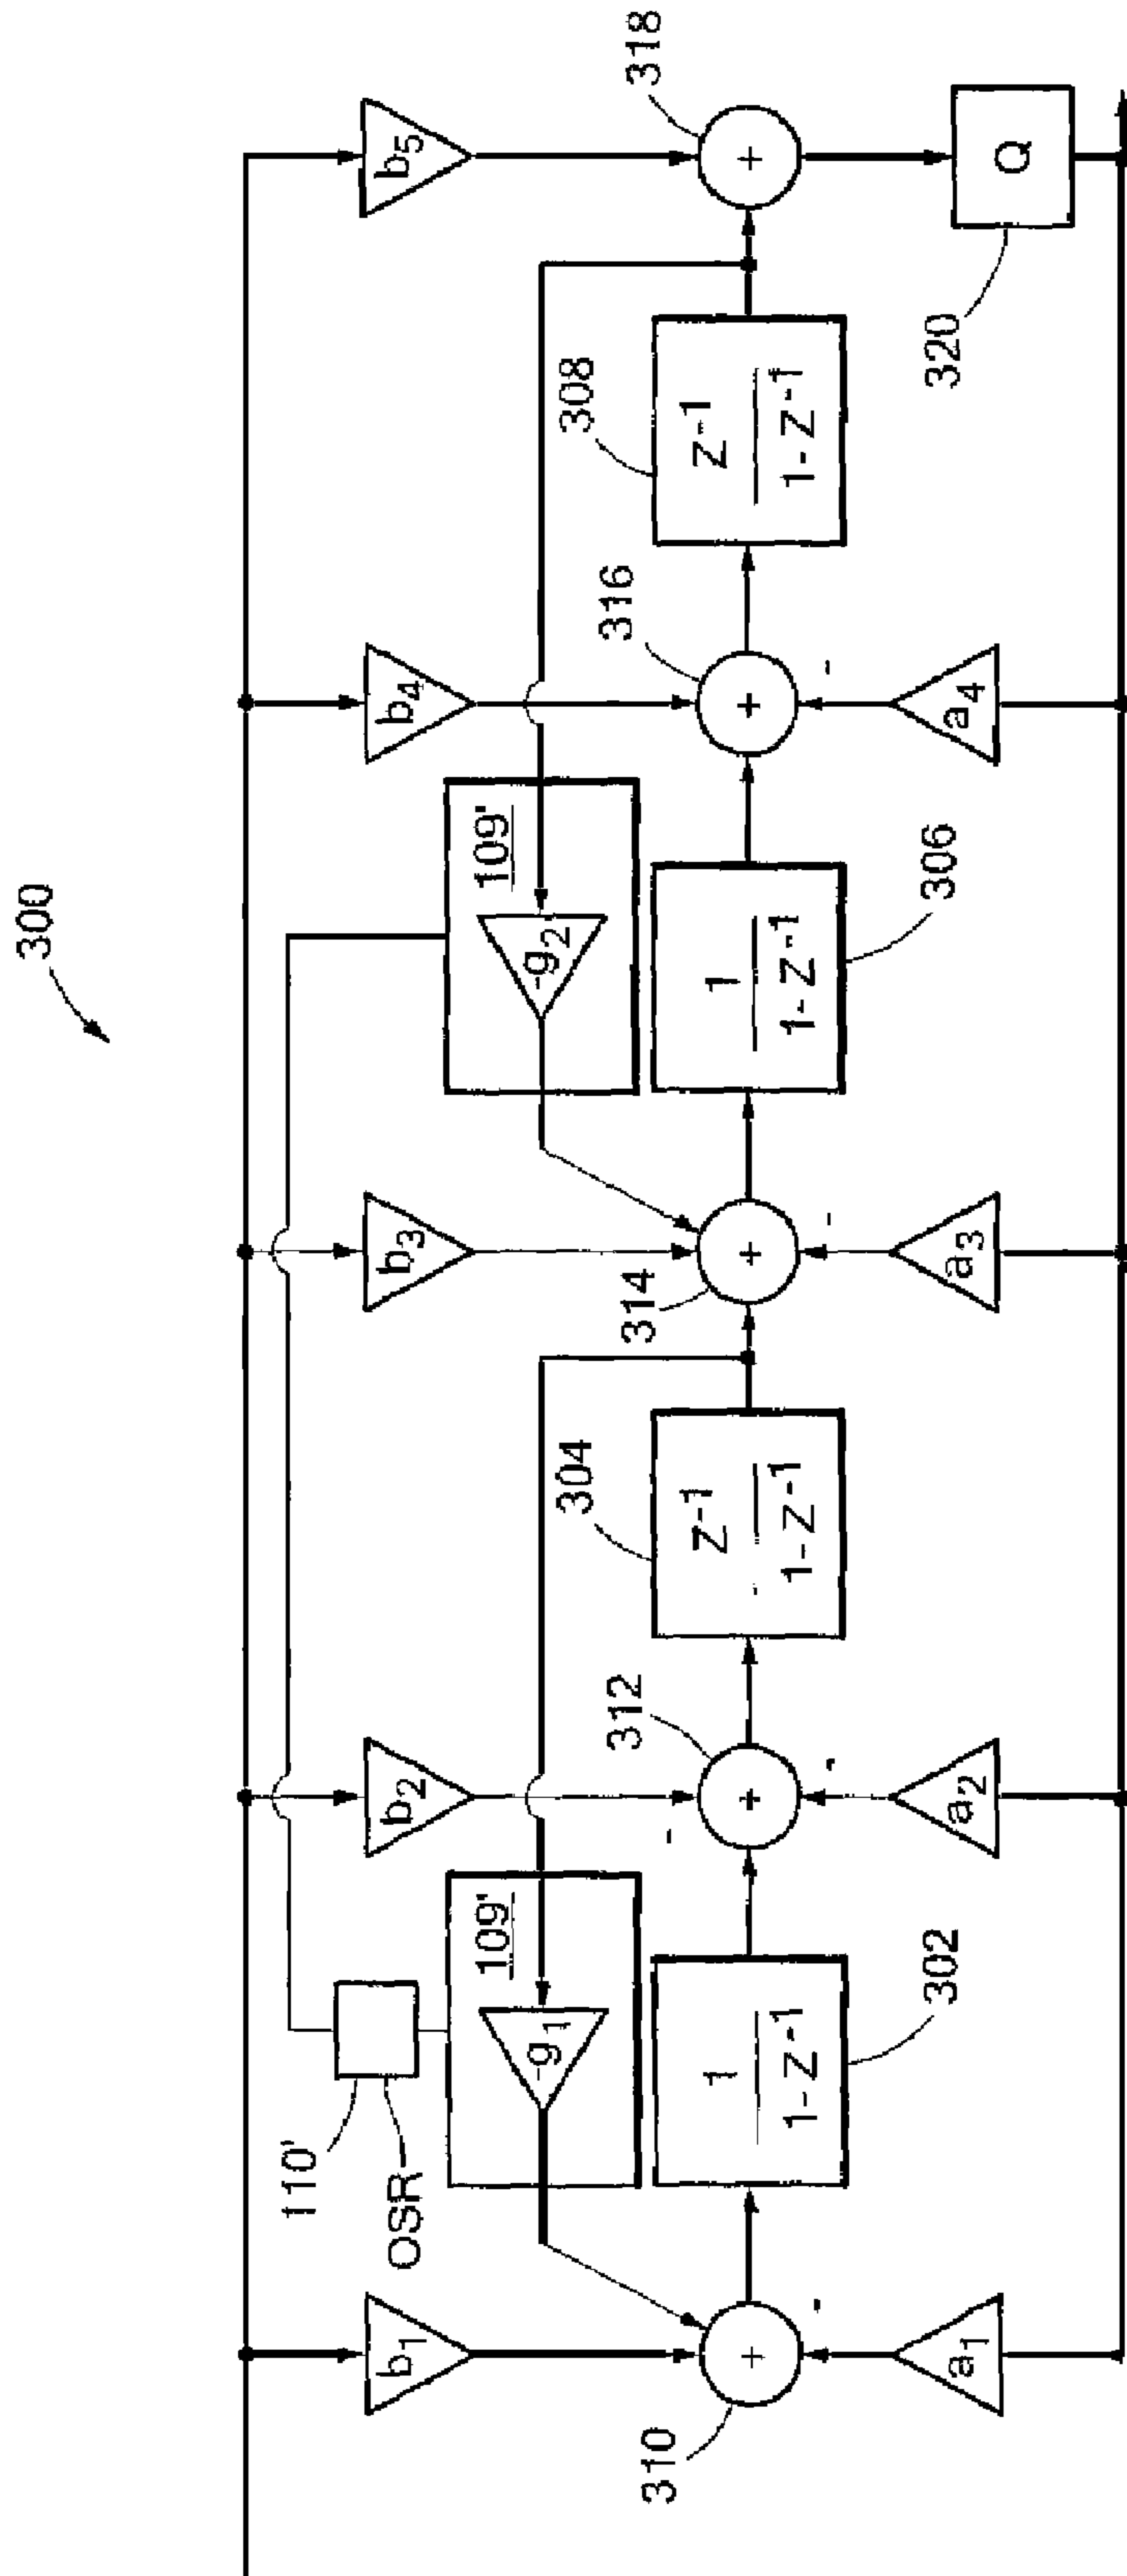 300
b₁
b₂
b₃
b₄
b₅
110'
OSR
109'
-g₁
109'
-g₂
304
308
310
312
314
316
318
+
+
+
+
+
1
1-Z⁻¹
302
Z⁻¹
1-Z⁻¹
1
1-Z⁻¹
306
Z⁻¹
1-Z⁻¹
-
-
-
-
-
a₁
a₂
a₃
a₄
Q
320